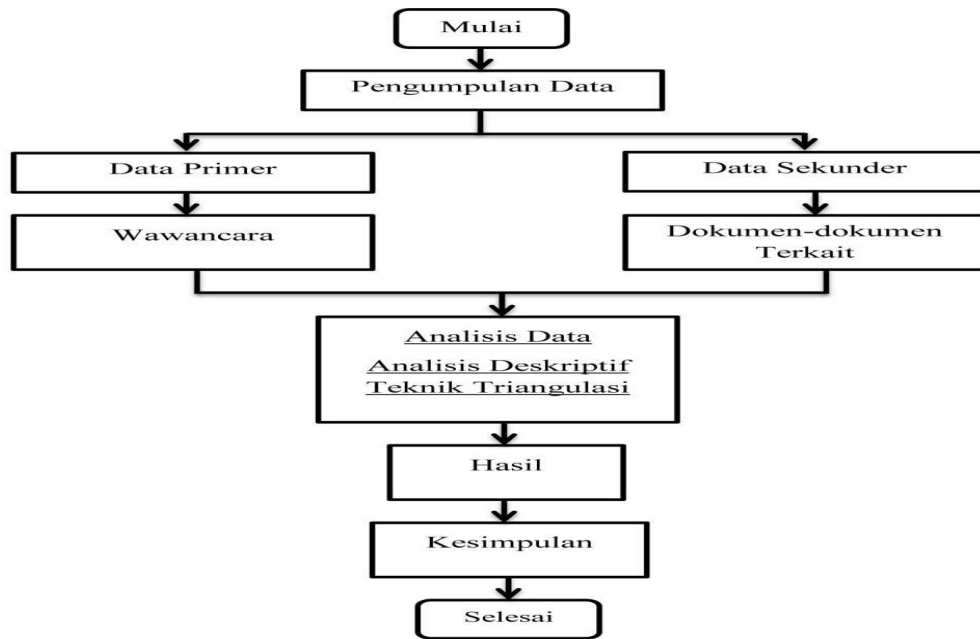 Mulai
Pengumpulan Data
Data Primer
Data Sekunder
Wawancara
Dokumen-dokumen
Terkait
Analisis Data
Analisis Deskriptif
Teknik Triangulasi
Hasil
Kesimpulan
Selesai